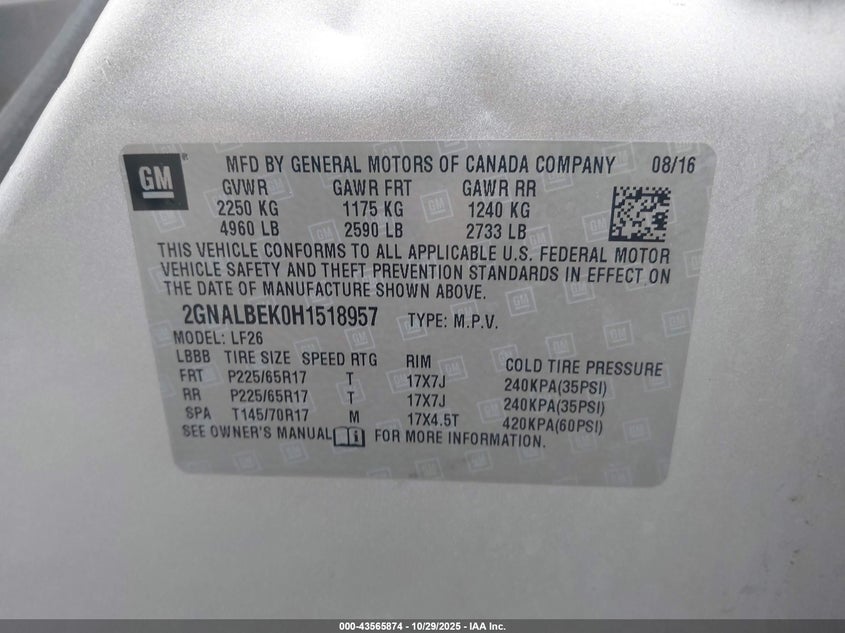 GM
MFD BY GENERAL MOTORS OF CANADA COMPANY 08/16
GVWR GAWR FRT GAWR RR
2250 KG 1175 KG 1240 KG
4960 LB 2590 LB 2733 LB
THIS VEHICLE CONFORMS TO ALL APPLICABLE U.S. FEDERAL MOTOR
VEHICLE SAFETY AND THEFT PREVENTION STANDARDS IN EFFECT ON
THE DATE OF MANUFACTURE SHOWN ABOVE.
2GNALBEK0H1518957 TYPE: M.P.V.
MODEL: LF26
LBBB TIRE SIZE SPEED RTG RIM COLD TIRE PRESSURE
FRT P225/65R17 T 17X7J 240KPA(35PSI)
RR P225/65R17 T 17X7J 240KPA(35PSI)
SPA T145/70R17 M 17X4.5T 420KPA(60PSI)
SEE OWNER'S MANUAL FOR MORE INFORMATION.
000-43565874 | 10/29/2025 - IAA Inc.